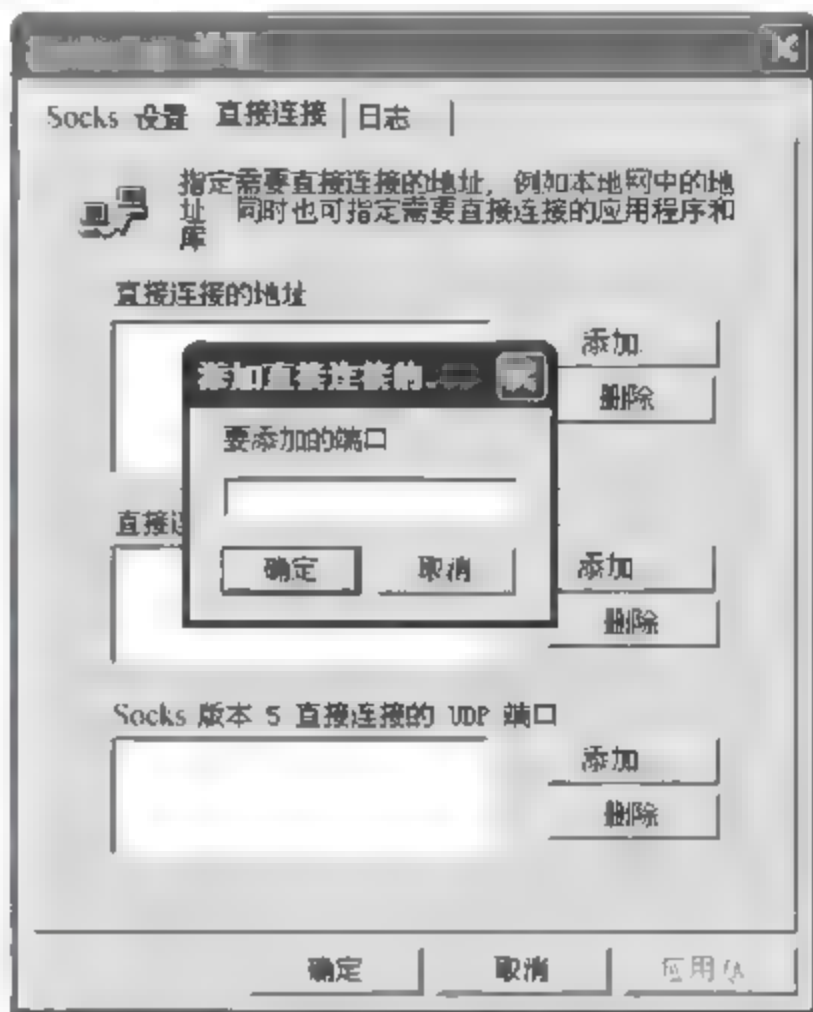 Socks 设置 直接连接 日志
指定需要直接连接的地址, 例如本地网中的地
址 同时也可指定需要直接连接的应用程序和
库
直接连接的地址
添加
删除
添加直接连接的
要添加的端口
确定 取消
直接连
添加
删除
Socks 版本 5 直接连接的 UDP 端口
添加
删除
确定 取消 应用(A